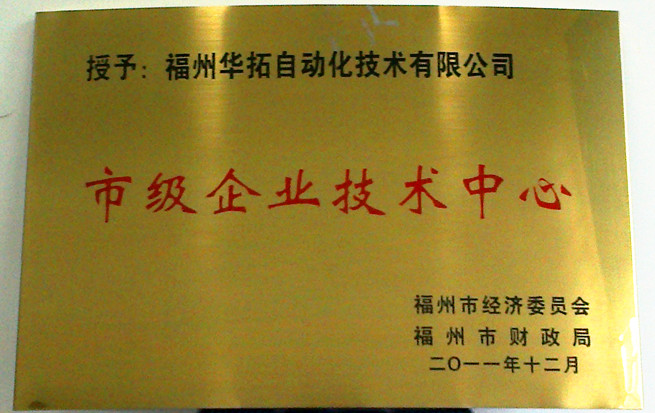 授予：福州华拓自动化技术有限公司
市级企业技术中心
福州市经济委员会
福州市财政局
二〇一一年十二月